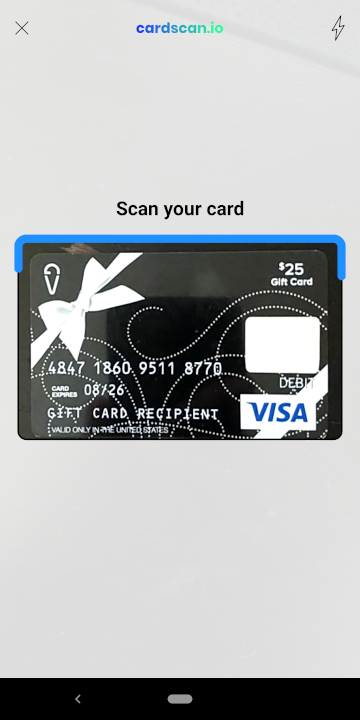 cardscan.io
Scan your card
$25
Gift Card
4847 1860 9511 8770
DEBIT
CARD
EXPIRES 08/26
GIFT CARD RECIPIENT
VISA
VALID ONLY IN THE UNITED STATES